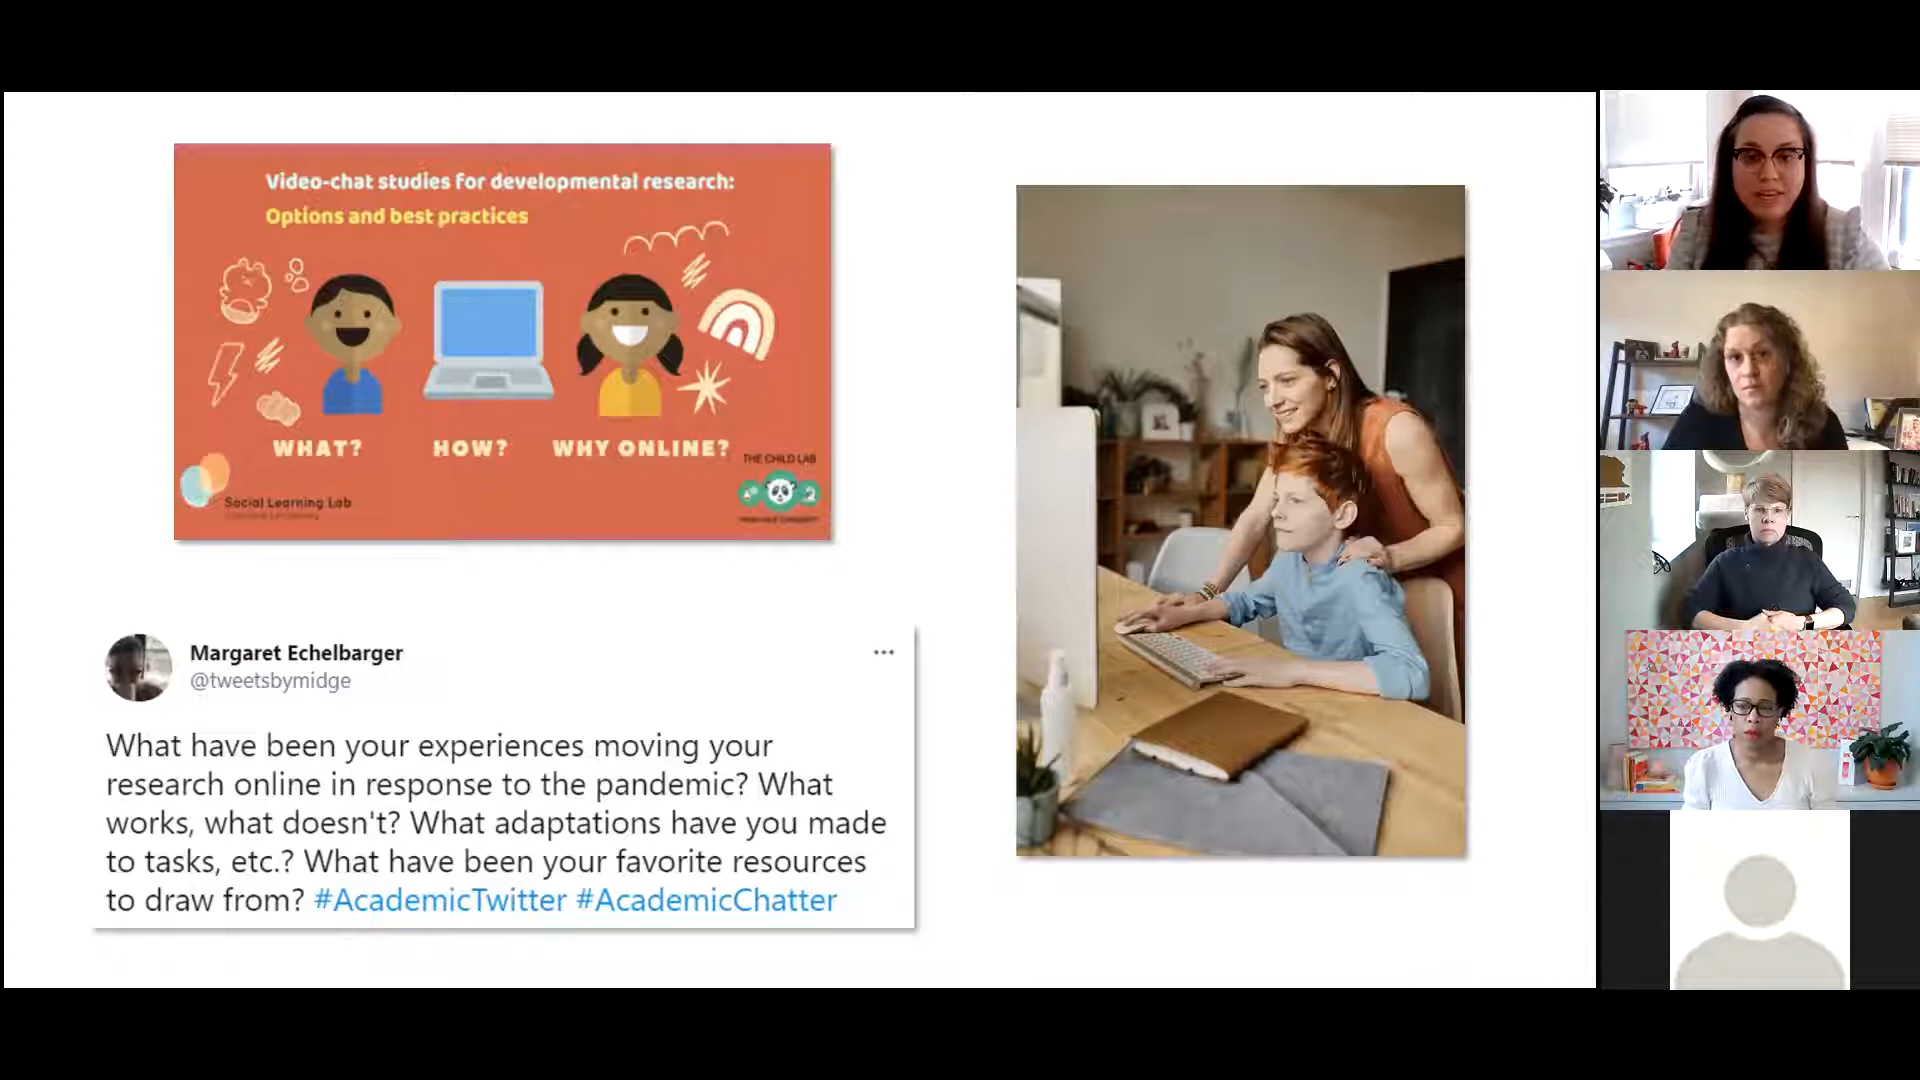 Video-chat studies for developmental research:
Options and best practices
WHAT? HOW? WHY ONLINE?
THE CHILD LAB
Social Learning Lab
Margaret Echelbarger
@tweetsbymidge
What have been your experiences moving your
research online in response to the pandemic? What
works, what doesn't? What adaptations have you made
to tasks, etc.? What have been your favorite resources
to draw from? #AcademicTwitter #AcademicChatter